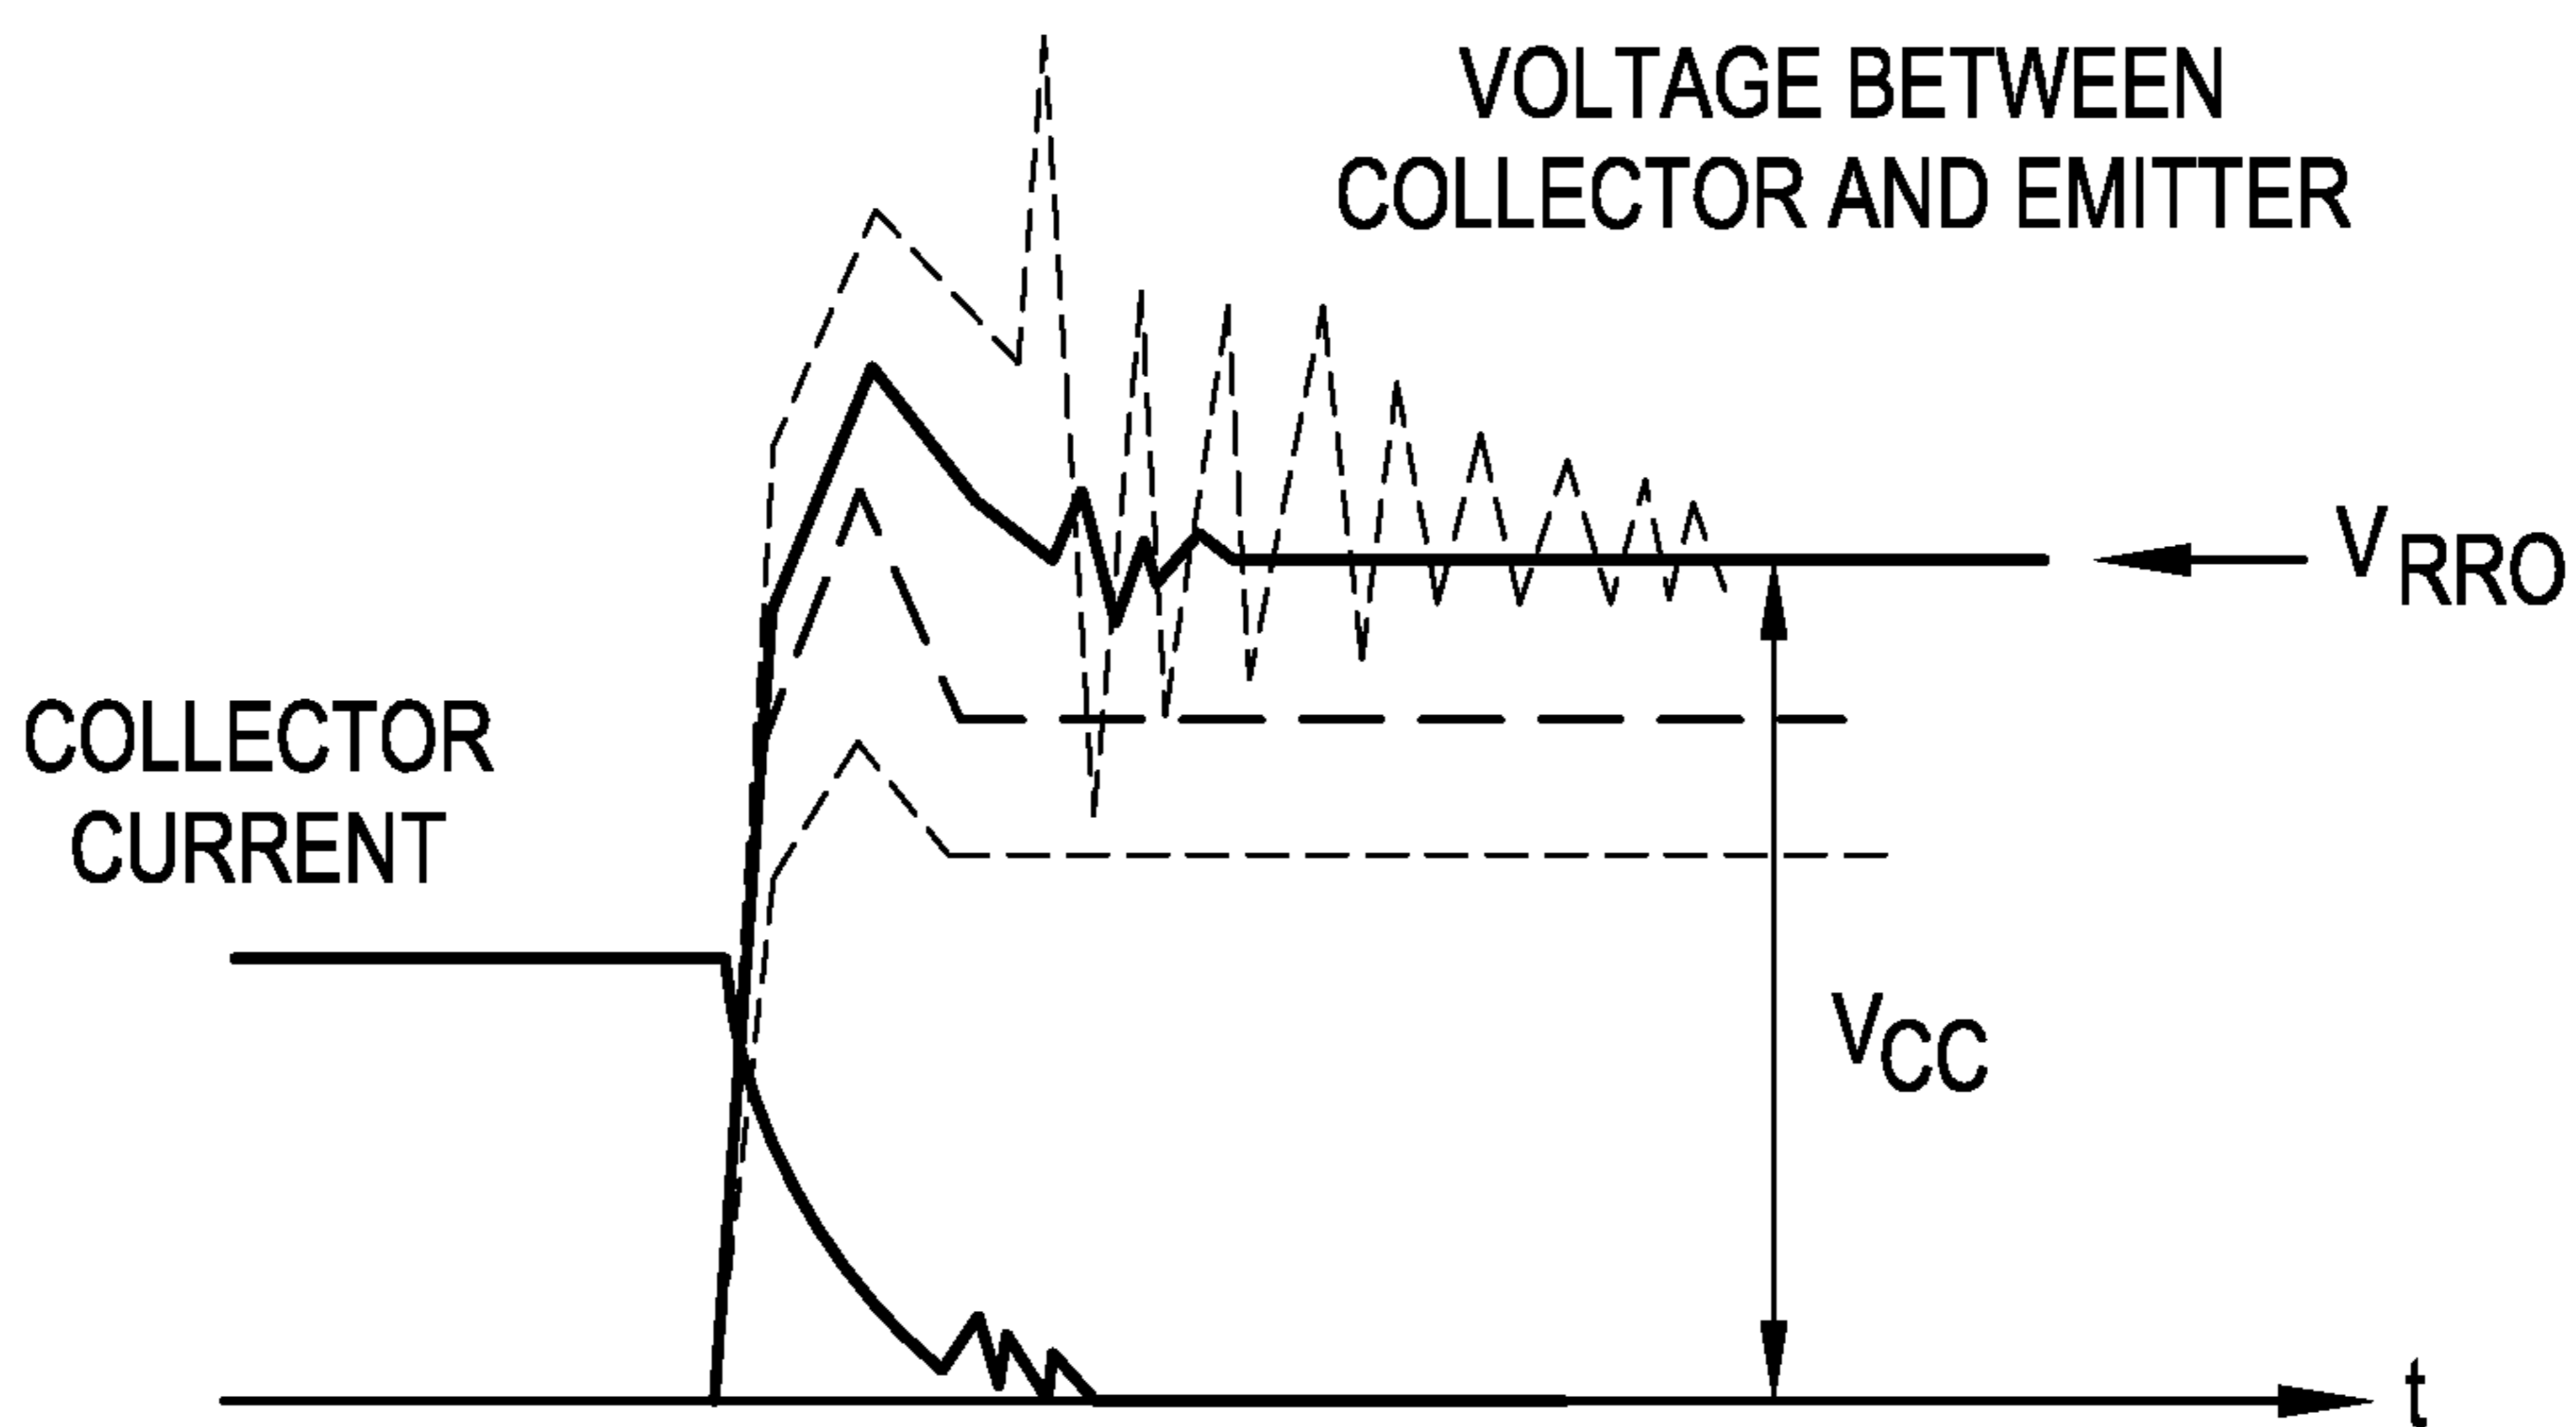 VOLTAGE BETWEEN
COLLECTOR AND EMITTER
VRRO
COLLECTOR
CURRENT
VCC
t